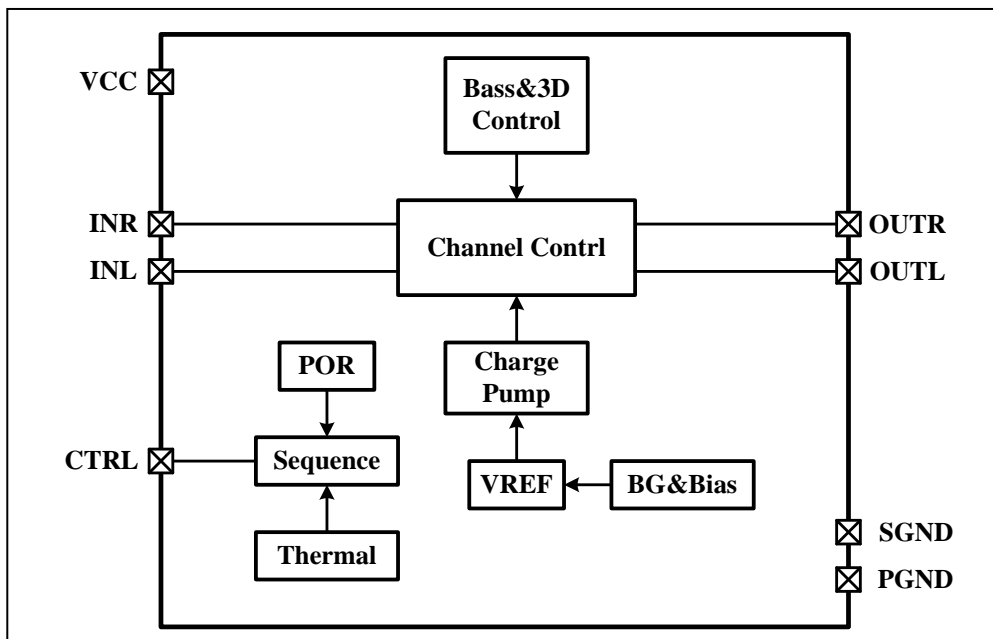 VCC
Bass&3D
Control
INR
OUTR
Channel Contrl
INL
OUTL
POR
Charge
Pump
CTRL
Sequence
VREF
BG&Bias
Thermal
SGND
PGND